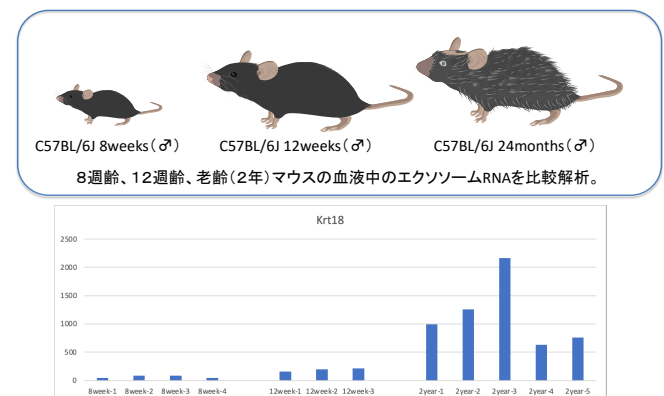 C57BL/6J 8weeks(♂) C57BL/6J 12weeks(♂) C57BL/6J 24months(♂)
8週齢、12週齢、老齢(2年)マウスの血液中のエクソソームRNAを比較解析。
Krt18
2500
2000
1500
1000
500
0
8week-1 8week-2 8week-3 8week-4 12week-1 12week-2 12week-3 2year-1 2year-2 2year-3 2year-4 2year-5